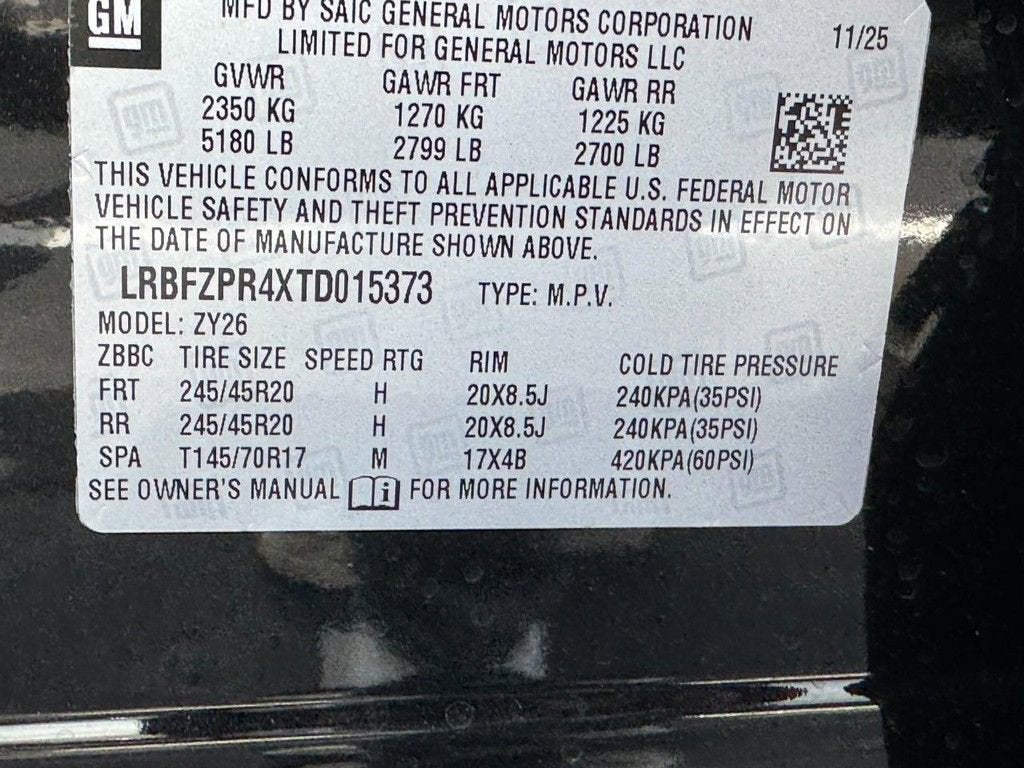 GM
MFD BY SAIC GENERAL MOTORS CORPORATION
LIMITED FOR GENERAL MOTORS LLC
11/25
GVWR GAWR FRT GAWR RR
2350 KG 1270 KG 1225 KG
5180 LB 2799 LB 2700 LB
THIS VEHICLE CONFORMS TO ALL APPLICABLE U.S. FEDERAL MOTOR
VEHICLE SAFETY AND THEFT PREVENTION STANDARDS IN EFFECT ON
THE DATE OF MANUFACTURE SHOWN ABOVE.
LRBFZPR4XTD015373 TYPE: M.P.V.
MODEL: ZY26
ZBBC TIRE SIZE SPEED RTG RIM COLD TIRE PRESSURE
FRT 245/45R20 H 20X8.5J 240KPA(35PSI)
RR 245/45R20 H 20X8.5J 240KPA(35PSI)
SPA T145/70R17 M 17X4B 420KPA(60PSI)
SEE OWNER'S MANUAL i FOR MORE INFORMATION.